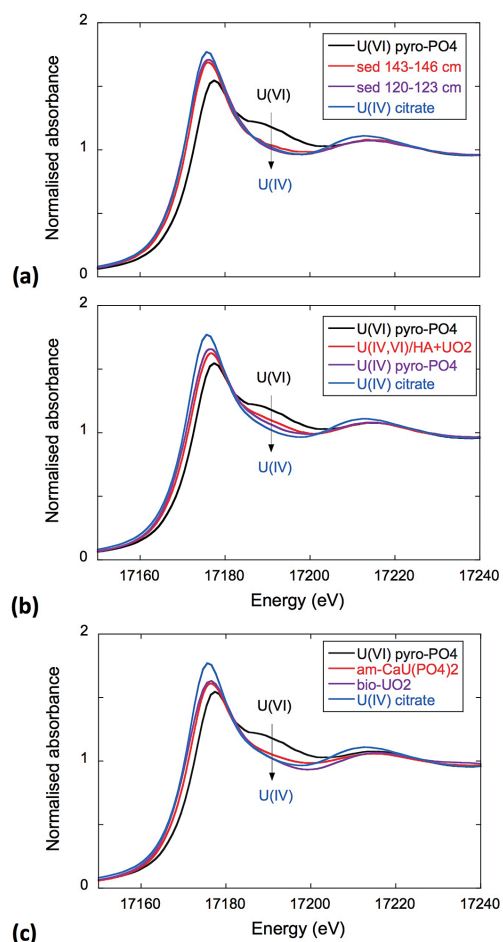 (a)
2
1
0
Normalised absorbance
U(VI) pyro-PO4
sed 143-146 cm
sed 120-123 cm
U(IV) citrate
U(VI)
U(IV)
(b)
2
1
0
Normalised absorbance
U(VI) pyro-PO4
U(IV,VI)/HA+UO2
U(IV) pyro-PO4
U(IV) citrate
U(VI)
U(IV)
17160 17180 17200 17220 17240
Energy (eV)
(c)
2
1
0
Normalised absorbance
U(VI) pyro-PO4
am-CaU(PO4)2
bio-UO2
U(IV) citrate
U(VI)
U(IV)
17160 17180 17200 17220 17240
Energy (eV)